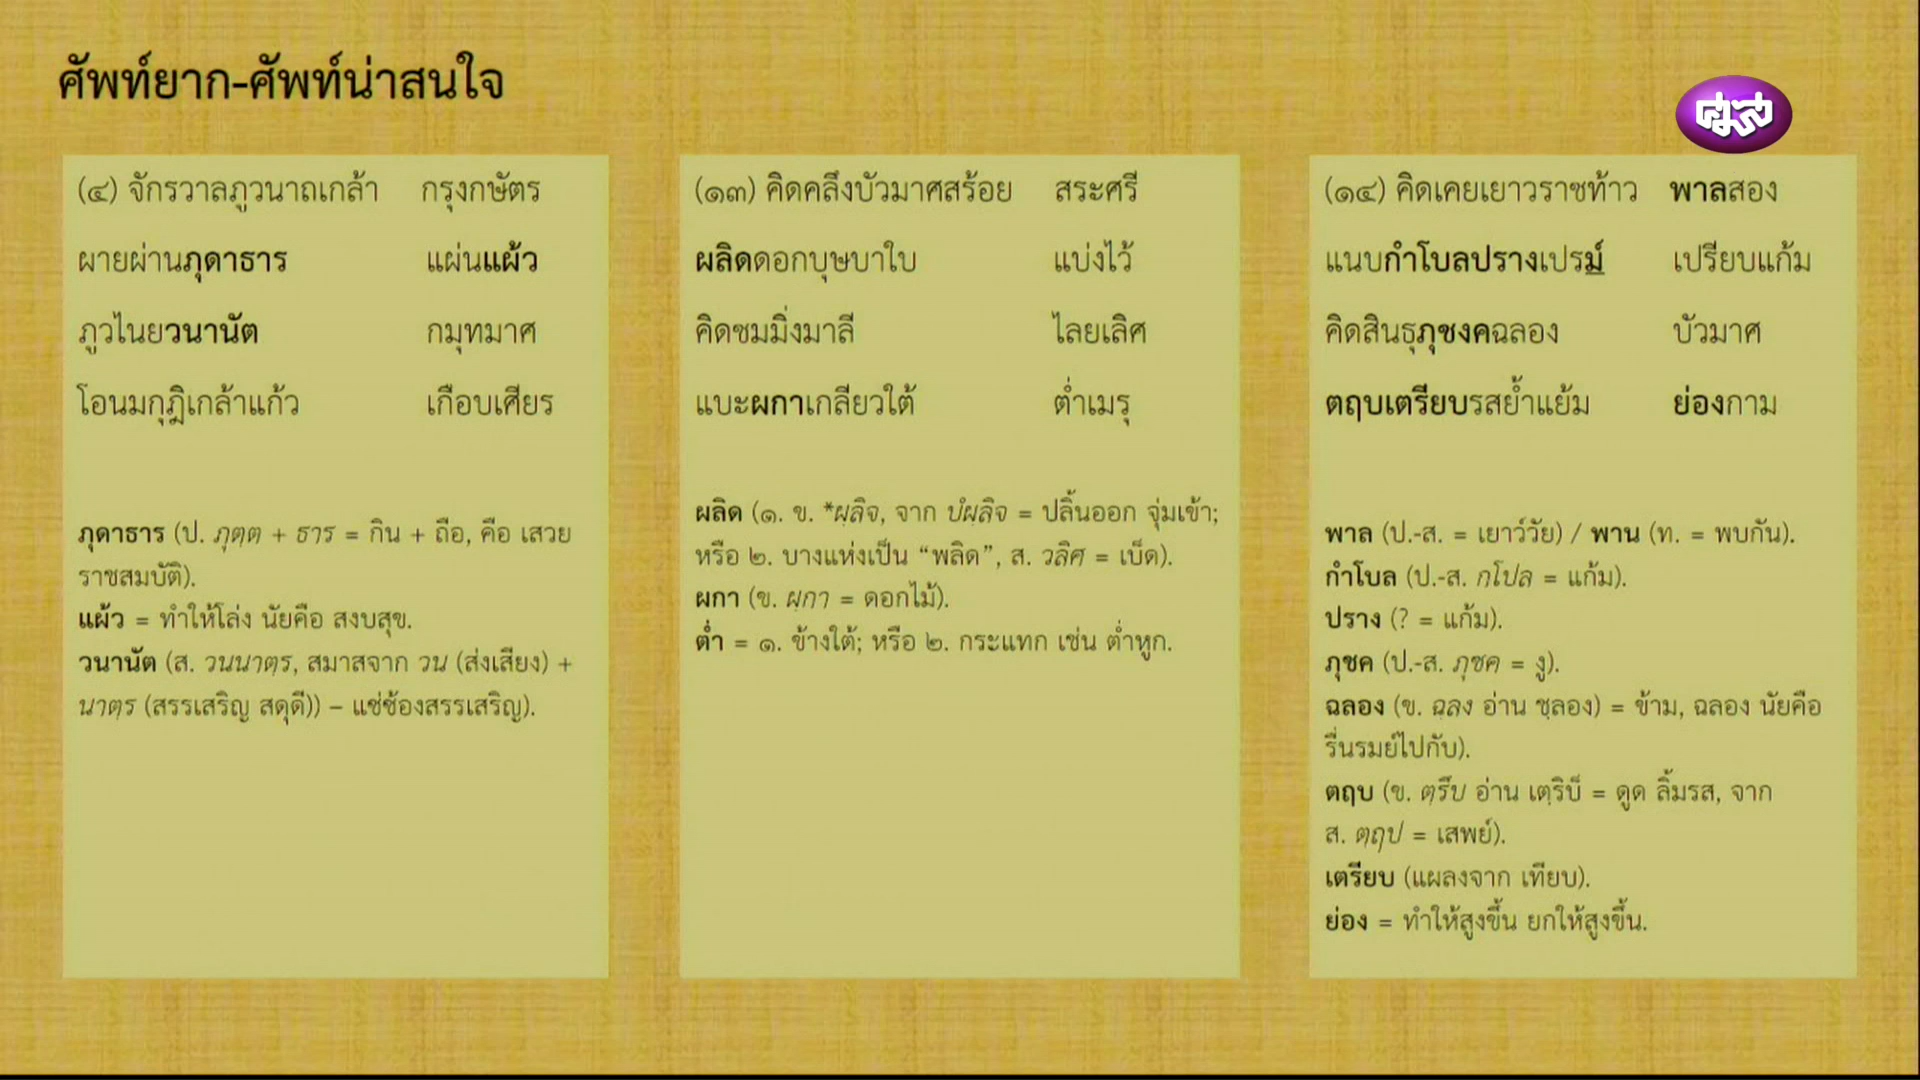 ศัพท์ยาก-ศัพท์น่าสนใจ
ศมส
(๔) จักรวาลภูวนาถเกล้า กรุงกษัตร
ผายผ่านภุดาธาร แผ่นแผ้ว
ภูวไนยวนานัต กมุทมาศ
โอนมกุฎิเกล้าแก้ว เกือบเศียร
ภุดาธาร (ป. ภุตฺต + ธาร = กิน + ถือ, คือ เสวย
ราชสมบัติ).
แผ้ว = ทำให้โล่ง นัยคือ สงบสุข.
วนานัต (ส. วนนาตฺร, สมาสจาก วน (ส่งเสียง) +
นาตฺร (สรรเสริญ สดุดี)) – แซ่ซ้องสรรเสริญ).
(๑๓) คิดคลึงบัวมาศสร้อย สระศรี
ผลิดดอกบุษบาใบ แบ่งไว้
คิดชมมิ่งมาลี ไลยเลิศ
แบะผกาเกลียวใต้ ต่ำเมรุ
ผลิด (๑. ข. *ผฺลิจ, จาก บํผฺลิจ = ปลิ้นออก จุ่มเข้า;
หรือ ๒. บางแห่งเป็น “พลิด”, ส. วลิศ = เบ็ด).
ผกา (ข. ผฺกา = ดอกไม้).
ต่ำ = ๑. ข้างใต้; หรือ ๒. กระแทก เช่น ต่ำหูก.
(๑๔) คิดเคยเยาวราชท้าว พาลสอง
แนบกำโบลปรางเปรม์ เปรียบแก้ม
คิดสินธุภุชงคฉลอง บัวมาศ
ตฤบเตรียบรสย้ำแย้ม ย่องกาม
พาล (ป.-ส. = เยาว์วัย) / พาน (ท. = พบกัน).
กำโบล (ป.-ส. กโปล = แก้ม).
ปราง (? = แก้ม).
ภุชค (ป.-ส. ภุชค = งู).
ฉลอง (ข. ฉฺลง อ่าน ชฺลอง) = ข้าม, ฉลอง นัยคือ
รื่นรมย์ไปกับ).
ตฤบ (ข. ตฺรึบ อ่าน เตฺริบ็ = ดูด ลิ้มรส, จาก
ส. ตฺฤป = เสพย์).
เตรียบ (แผลงจาก เทียบ).
ย่อง = ทำให้สูงขึ้น ยกให้สูงขึ้น.